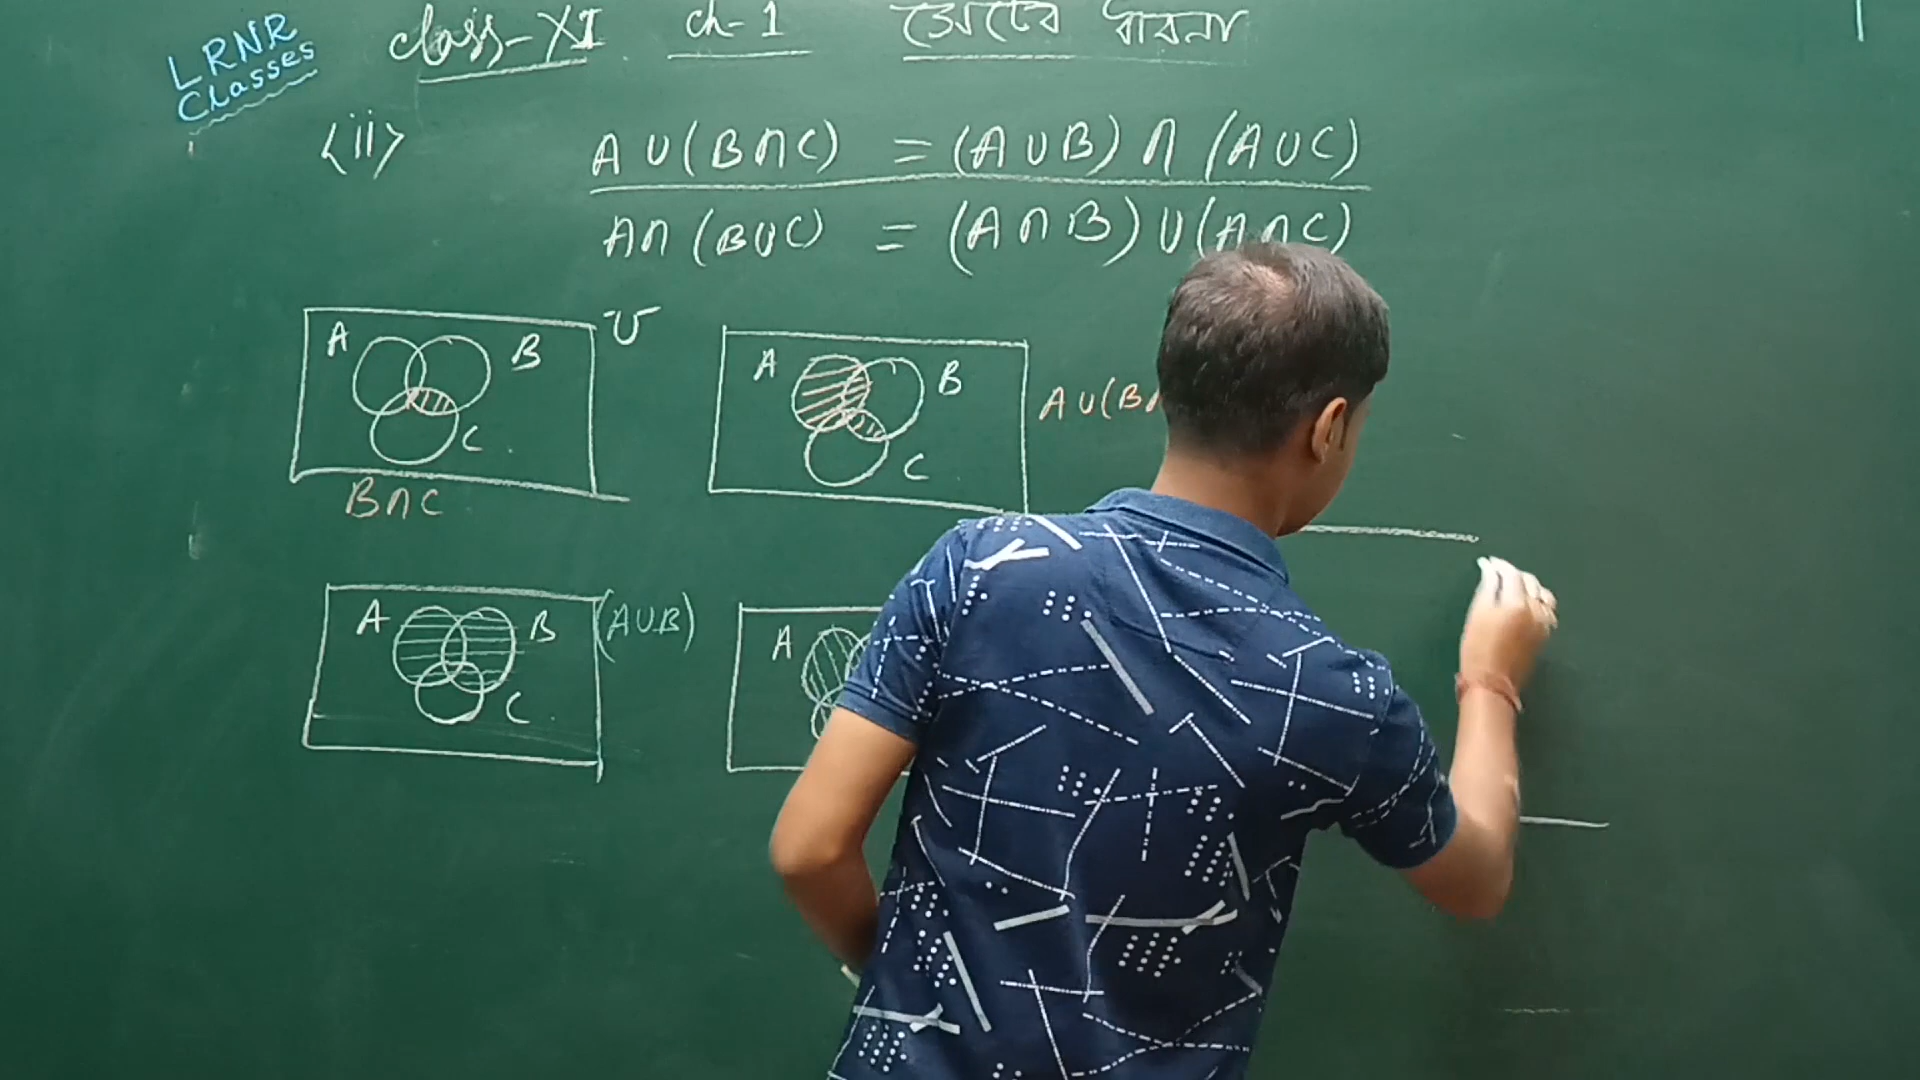 LRNR
Classes
Class-XI ch-1 সেটের ধারনা
<ii> A∪(B∩C) = (A∪B)∩(A∪C)
A∩(B∪C) = (A∩B)∪(A∩C)
A B C U
B∩C
A B C
A∪(B
A B C (A∪B)
A